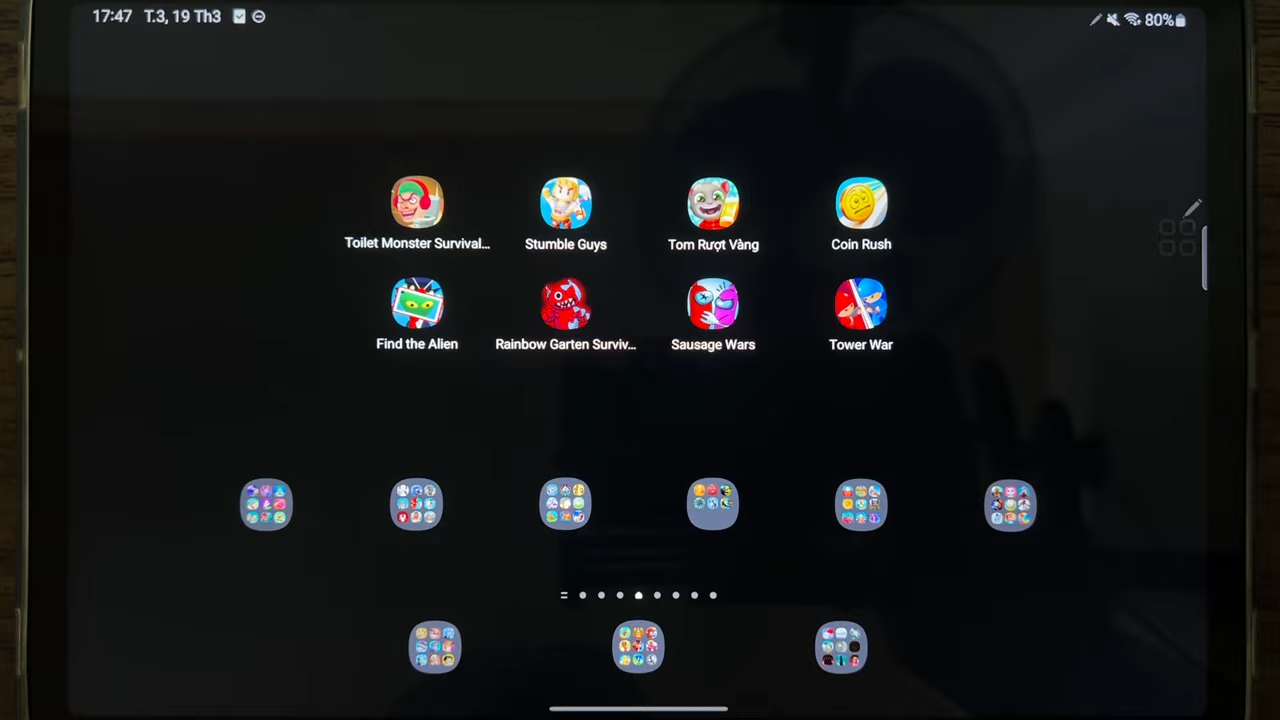 17:47 T.3, 19 Th3
80%
Toilet Monster Survival...
Stumble Guys
Tom Rượt Vàng
Coin Rush
Find the Alien
Rainbow Garten Surviv...
Sausage Wars
Tower War